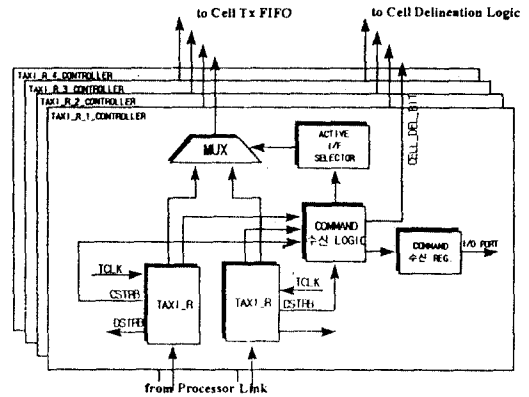 to Cell Tx FIFO
to Cell Delineation Logic
TAXI_R_4_CONTROLLER
TAXI_R_3_CONTROLLER
TAXI_R_2_CONTROLLER
TAXI_R_1_CONTROLLER
CELL_DEL_BIT
MUX
ACTIVE
I/F
SELECTOR
COMMAND
수신 LOGIC
COMMAND
수신 REG.
I/O PORT
TCLK
CSTRB
TAXI_R
DSTRB
TAXI_R
TCLK
CSTRB
from Processor Link